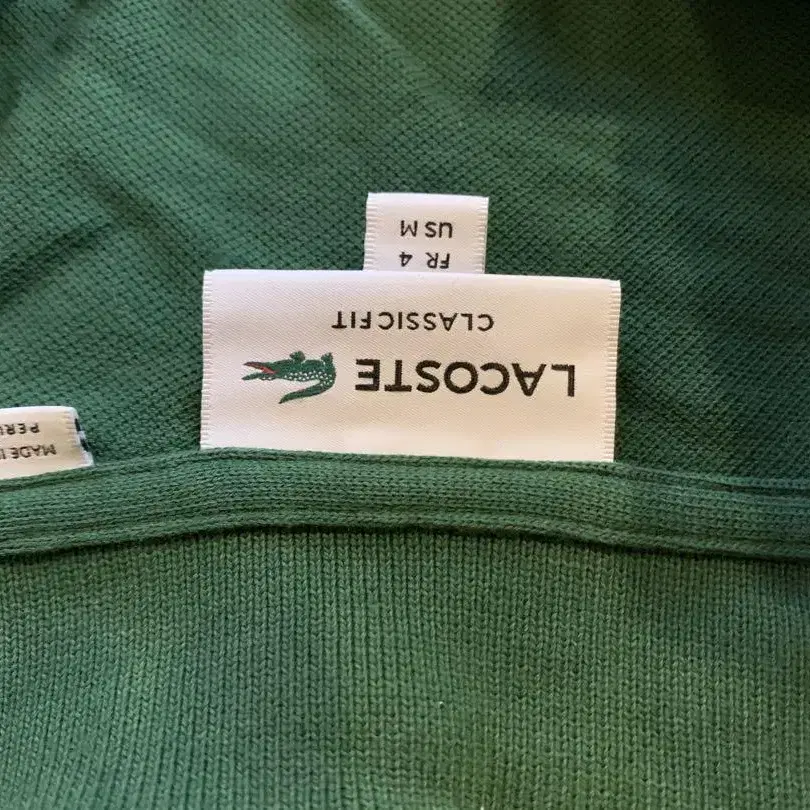 LACOSTE
CLASSIC FIT
FR 4
US M
MADE I
PERU